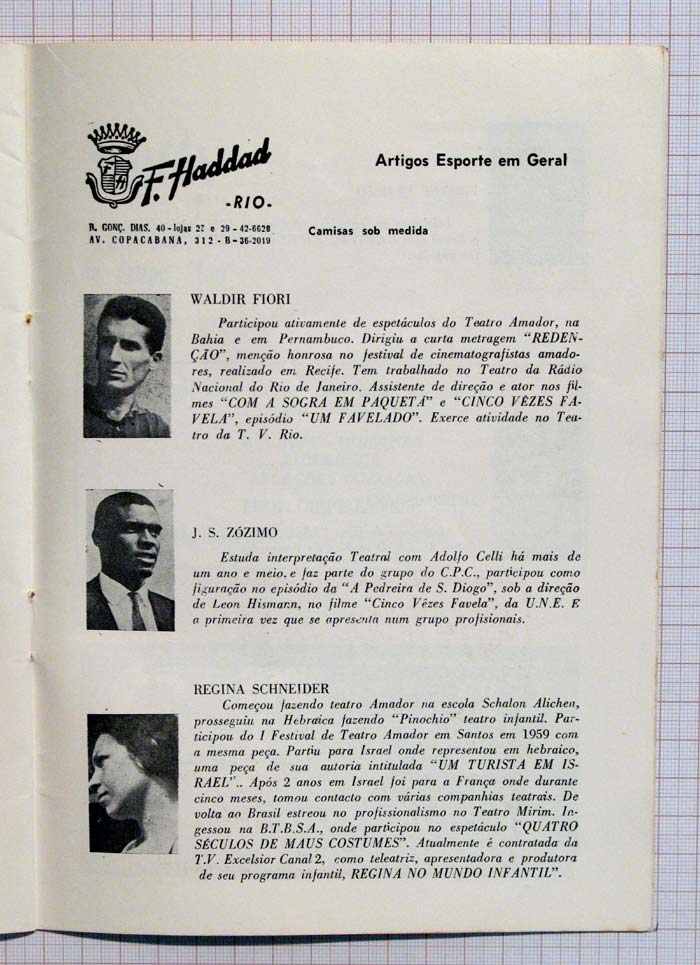 F. Haddad
-RIO-
R. GONÇ. DIAS, 40 - lojas 27 e 29 - 42-6628
AV. COPACABANA, 312 - B - 36-2019
Artigos Esporte em Geral
Camisas sob medida
WALDIR FIORI
Participou ativamente de espetáculos do Teatro Amador, na
Bahia e em Pernambuco. Dirigiu a curta metragem "REDEN-
ÇÃO", menção honrosa no festival de cinematografistas amado-
res, realizado em Recife. Tem trabalhado no Teatro da Rádio
Nacional do Rio de Janeiro. Assistente de direção e ator nos fil-
mes "COM A SOGRA EM PAQUETÁ" e "CINCO VÊZES FA-
VELA", episódio "UM FAVELADO". Exerce atividade no Tea-
tro da T. V. Rio.
J. S. ZÓZIMO
Estuda interpretação Teatral com Adolfo Celli há mais de
um ano e meio, e faz parte do grupo do C.P.C., participou como
figuração no episódio da "A Pedreira de S. Diogo", sob a direção
de Leon Hismann, no filme "Cinco Vêzes Favela", da U.N.E. E
a primeira vez que se apresenta num grupo profisionais.
REGINA SCHNEIDER
Começou fazendo teatro Amador na escola Schalon Alichen,
prosseguiu na Hebraica fazendo "Pinochio" teatro infantil. Par-
ticipou do I Festival de Teatro Amador em Santos em 1959 com
a mesma peça. Partiu para Israel onde representou em hebraico,
uma peça de sua autoria intitulada "UM TURISTA EM IS-
RAEL".. Após 2 anos em Israel foi para a França onde durante
cinco meses, tomou contacto com várias companhias teatrais. De
volta ao Brasil estreou no profissionalismo no Teatro Mirim. In-
gessou na B.T.B.S.A., onde participou no espetáculo "QUATRO
SÉCULOS DE MAUS COSTUMES". Atualmente é contratada da
T.V. Excelsior Canal 2, como teleatriz, apresentadora e produtora
de seu programa infantil, REGINA NO MUNDO INFANTIL".